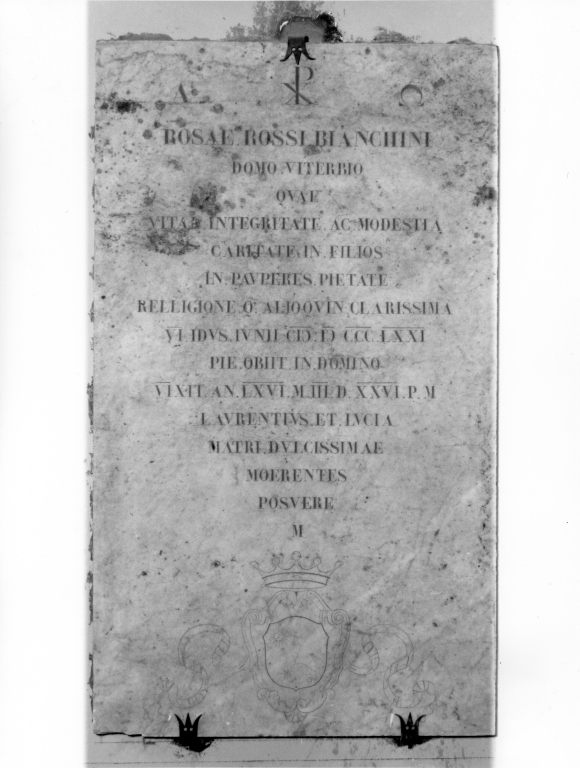 A ☧ Ω
ROSAE. ROSSI. BIANCHINI
DOMO. VITERBIO
QVAE
VITAE. INTEGRITATE. AC. MODESTIA
CARITATE. IN. FILIOS
IN. PAVPERES. PIETATE
RELLIGIONE. Q. ALIOQVIN. CLARISSIMA
VI. IDVS. IVNII. CIↃ. IↃ CCC. LXXI
PIE. OBIIT. IN. DOMINO
VIXIT. AN. LXVI. M. III. D. XXVI. P. M
LAVRENTIVS. ET. LVCIA
MATRI. DVLCISSIMAE
MOERENTES
POSVERE
M